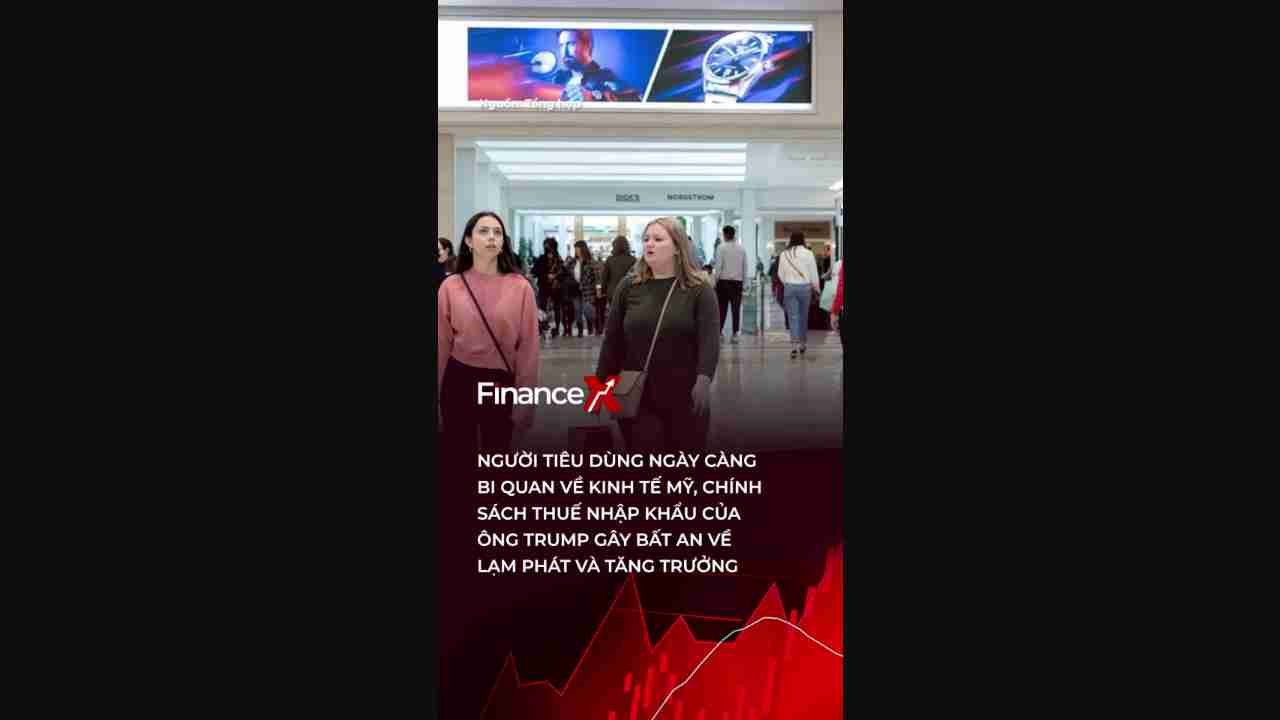 Nguồn: Tổng hợp
NORDSTROM
FinanceX
NGƯỜI TIÊU DÙNG NGÀY CÀNG
BI QUAN VỀ KINH TẾ MỸ, CHÍNH
SÁCH THUẾ NHẬP KHẨU CỦA
ÔNG TRUMP GÂY BẤT AN VỀ
LẠM PHÁT VÀ TĂNG TRƯỞNG